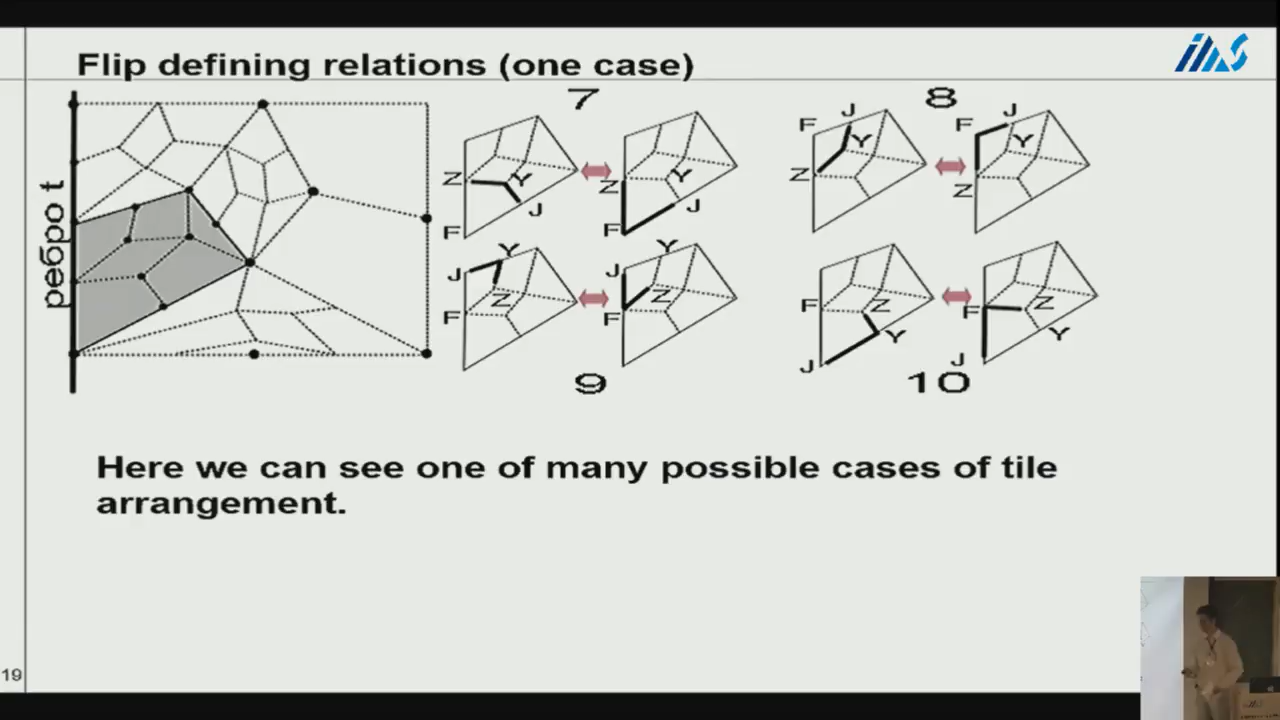 Flip defining relations (one case)
ребро t
7
Z Y J F
Z Y J F
8
F J Y Z
F J Y Z
J Y Z F
J Y Z F
9
F Z Y J
F Z Y J
10
Here we can see one of many possible cases of tile
arrangement.
19